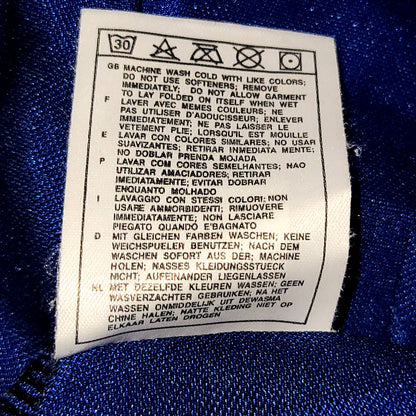 30
GB MACHINE WASH COLD WITH LIKE COLORS;
DO NOT USE SOFTENERS; REMOVE
IMMEDIATELY; DO NOT ALLOW GARMENT
TO LAY FOLDED ON ITSELF WHEN WET
F LAVER AVEC MEMES COULEURS; NE
PAS UTILISER D'ADOUCISSEUR; ENLEVER
IMMEDIATEMENT; NE PAS LAISSER LE
VETEMENT PLIE; LORSQU'IL EST MOUILLE
E LAVAR CON COLORES SIMILARES; NO USAR
SUAVIZANTES; RETIRAR INMEDIATA MENTE;
NO DOBLAR PRENDA MOJADA
P LAVAR COM CORES SEMELHANTES; NAO
UTILIZAR AMACIADORES; RETIRAR
IMEDIATAMENTE; EVITAR DOBRAR
ENQUANTO MOLHADO
I LAVAGGIO CON STESSI COLORI; NON
USARE AMMORBIDENTI; RIMUOVERE
IMMEDIATAMENTE; NON LASCIARE
PIEGATO QUANDO E'BAGNATO
D MIT GLEICHEN FARBEN WASCHEN; KEINE
WEICHSPUELER BENUTZEN; NACH DEM
WASCHEN SOFORT AUS DER; MACHINE
HOLEN; NASSES KLEIDUNGSSTUECK
NICHT; AUFEINANDER LIEGENLASSEN
NL MET DEZELFDE KLEUREN WASSEN; GEEN
WASVERZACHTER GEBRUIKEN; NA HET
WASSEN ONMIDDELIJK UIT DEWASMA
CHINE HALEN; NATTE KLEDING NIET OP
ELKAAR LATEN DROGEN